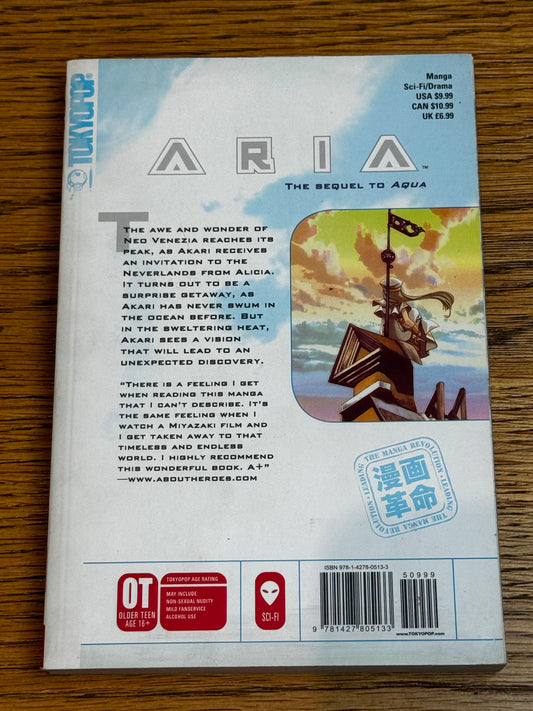 TOKYOPOP®
Manga
Sci-Fi/Drama
USA $9.99
CAN $10.99
UK £6.99
ARIA™
THE SEQUEL TO AQUA
THE AWE AND WONDER OF
NEO VENEZIA REACHES ITS
PEAK, AS AKARI RECEIVES
AN INVITATION TO THE
NEVERLANDS FROM ALICIA.
IT TURNS OUT TO BE A
SURPRISE GETAWAY, AS
AKARI HAS NEVER SWUM IN
THE OCEAN BEFORE. BUT
IN THE SWELTERING HEAT,
AKARI SEES A VISION
THAT WILL LEAD TO AN
UNEXPECTED DISCOVERY.
"THERE IS A FEELING I GET
WHEN READING THIS MANGA
THAT I CAN'T DESCRIBE. IT'S
THE SAME FEELING WHEN I
WATCH A MIYAZAKI FILM AND
I GET TAKEN AWAY TO THAT
TIMELESS AND ENDLESS
WORLD. I HIGHLY RECOMMEND
THIS WONDERFUL BOOK. A+"
—WWW.ABOUTHEROES.COM
LEADING THE MANGA REVOLUTION · LEADING THE MANGA REVOLUTION ·
漫画
革命
OT
OLDER TEEN
AGE 16+
TOKYOPOP AGE RATING
MAY INCLUDE:
NON-SEXUAL NUDITY
MILD FANSERVICE
ALCOHOL USE
SCI-FI
ISBN 978-1-4278-0513-3
50999
9 781427 805133
www.TOKYOPOP.com